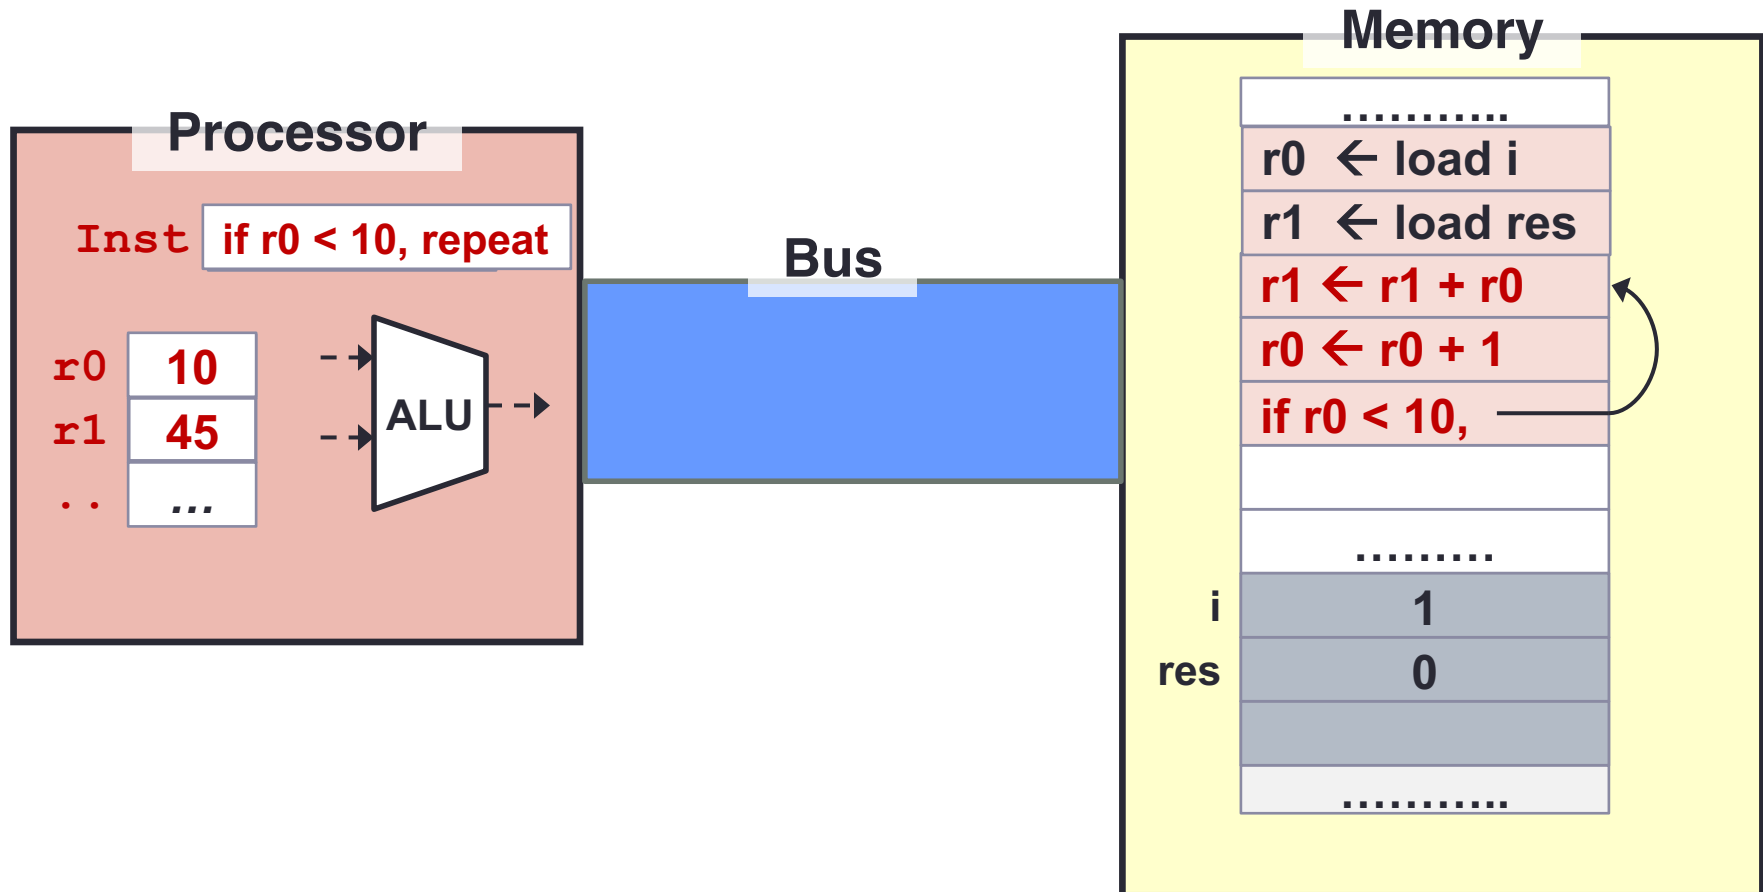 Processor
Inst if r0 < 10, repeat
r0 10
r1 45
.. ...
ALU
Bus
Memory
………..
r0 ← load i
r1 ← load res
r1 ← r1 + r0
r0 ← r0 + 1
if r0 < 10,
………
i 1
res 0
………..